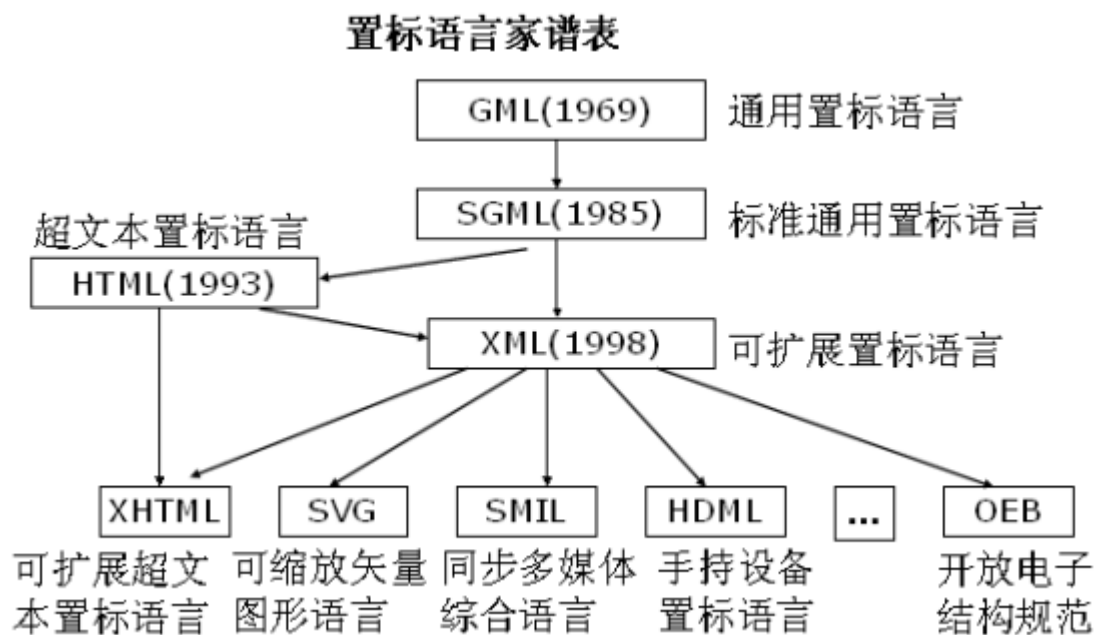 置标语言家谱表
GML(1969)
通用置标语言
SGML(1985)
标准通用置标语言
超文本置标语言
HTML(1993)
XML(1998)
可扩展置标语言
XHTML
SVG
SMIL
HDML
...
OEB
可扩展超文
本置标语言
可缩放矢量
图形语言
同步多媒体
综合语言
手持设备
置标语言
开放电子
结构规范